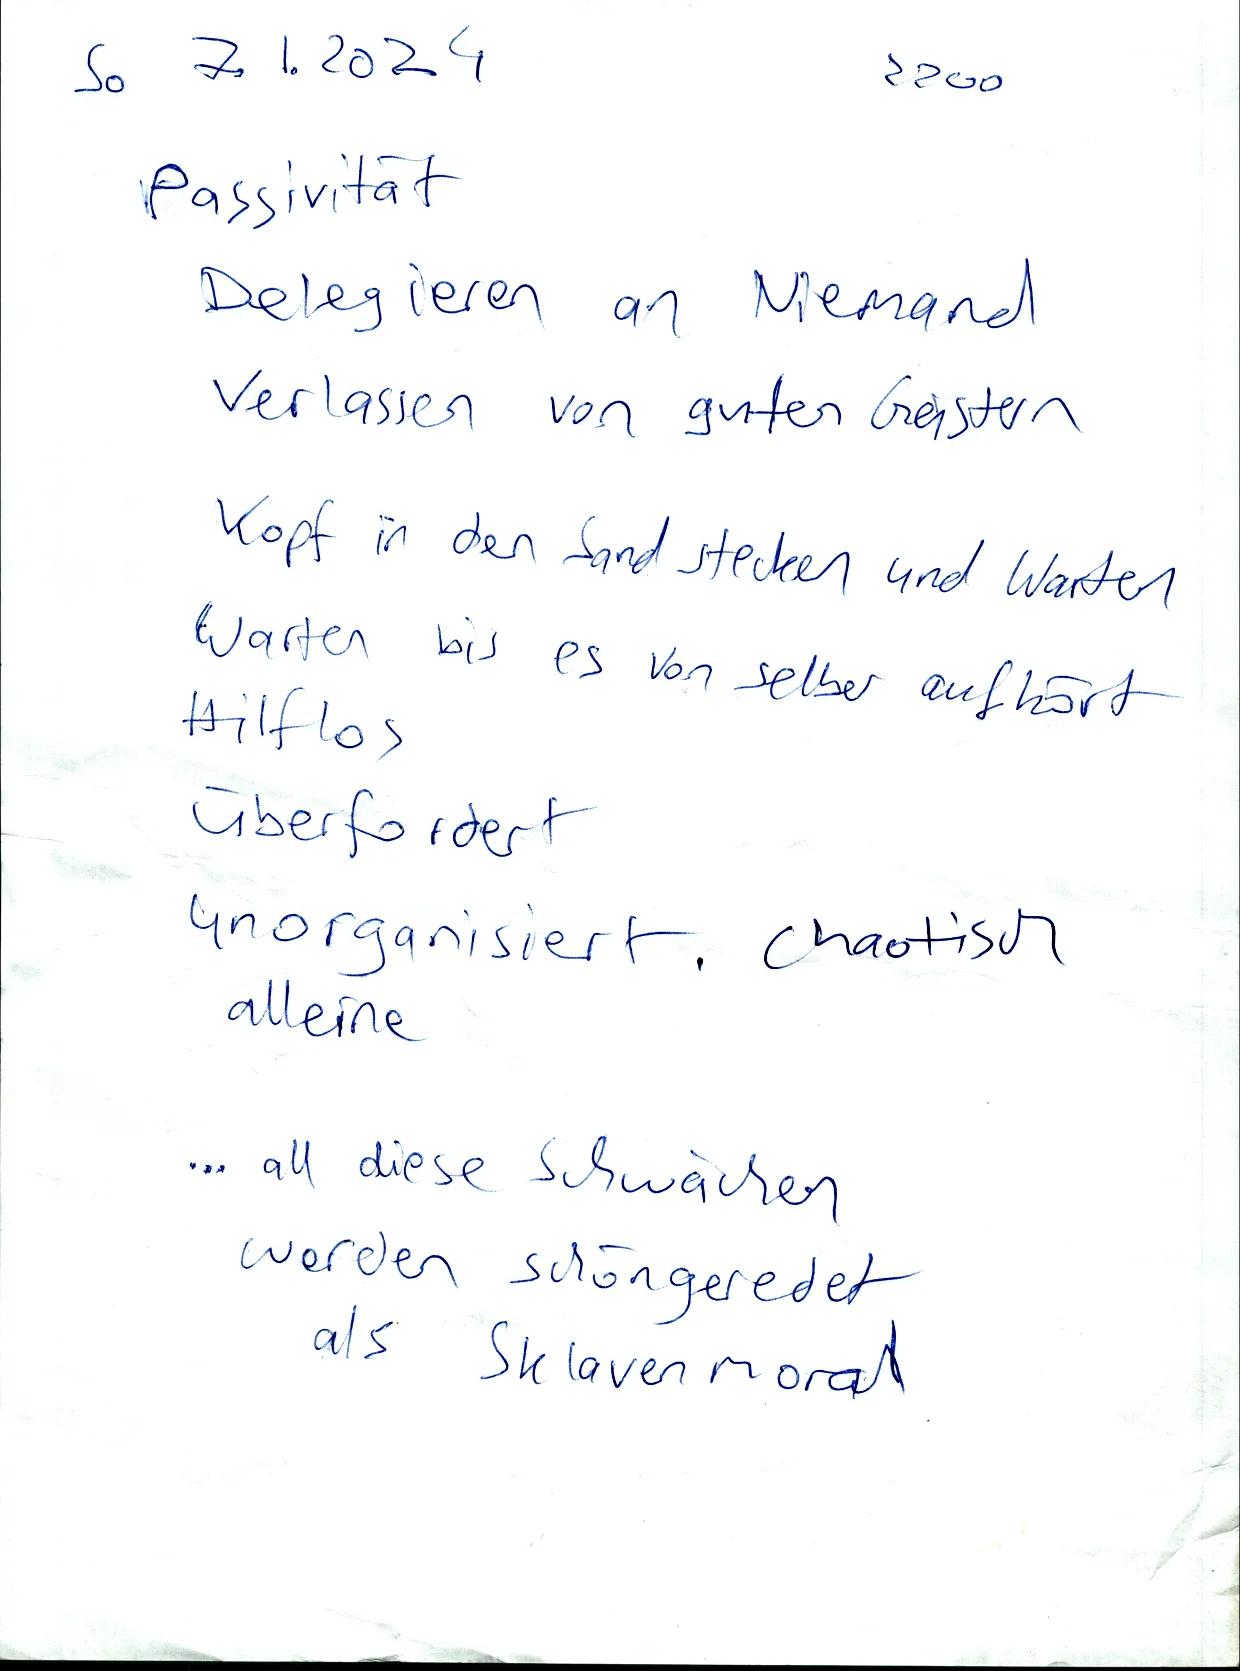 So 7.1.2024 2200
Passivität
Delegieren an Niemand
Verlassen von guten Geistern
Kopf in den Sand stecken und Warten
Warten bis es von selber aufhört
Hilflos
überfordert
unorganisiert, chaotisch
alleine
... all diese Schwächen
werden schöngeredet
als Sklavenmoral